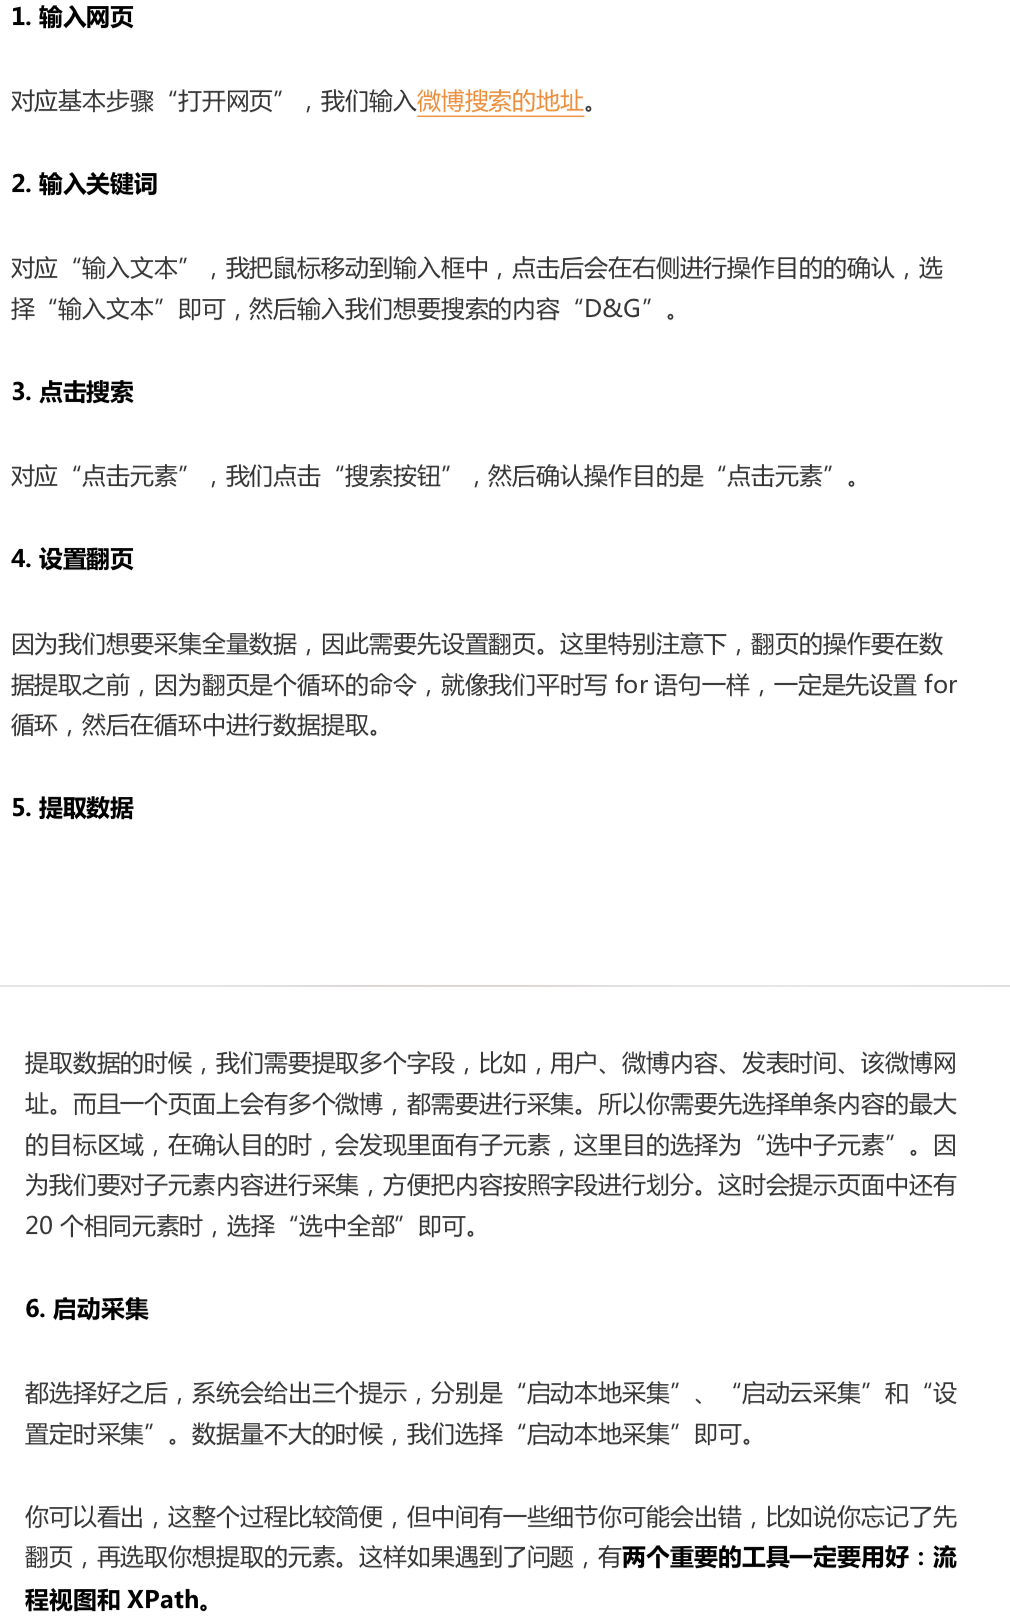 1. 输入网页
对应基本步骤“打开网页”，我们输入微博搜索的地址。
2. 输入关键词
对应“输入文本”，我把鼠标移动到输入框中，点击后会在右侧进行操作目的的确认，选
择“输入文本”即可，然后输入我们想要搜索的内容“D&G”。
3. 点击搜索
对应“点击元素”，我们点击“搜索按钮”，然后确认操作目的是“点击元素”。
4. 设置翻页
因为我们想要采集全量数据，因此需要先设置翻页。这里特别注意下，翻页的操作要在数
据提取之前，因为翻页是个循环的命令，就像我们平时写 for 语句一样，一定是先设置 for
循环，然后在循环中进行数据提取。
5. 提取数据
提取数据的时候，我们需要提取多个字段，比如，用户、微博内容、发表时间、该微博网
址。而且一个页面上会有多个微博，都需要进行采集。所以你需要先选择单条内容的最大
的目标区域，在确认目的时，会发现里面有子元素，这里目的选择为“选中子元素”。因
为我们要对子元素内容进行采集，方便把内容按照字段进行划分。这时会提示页面中还有
20 个相同元素时，选择“选中全部”即可。
6. 启动采集
都选择好之后，系统会给出三个提示，分别是“启动本地采集”、“启动云采集”和“设
置定时采集”。数据量不大的时候，我们选择“启动本地采集”即可。
你可以看出，这整个过程比较简便，但中间有一些细节你可能会出错，比如说你忘记了先
翻页，再选取你想提取的元素。这样如果遇到了问题，有两个重要的工具一定要用好：流
程视图和 XPath。